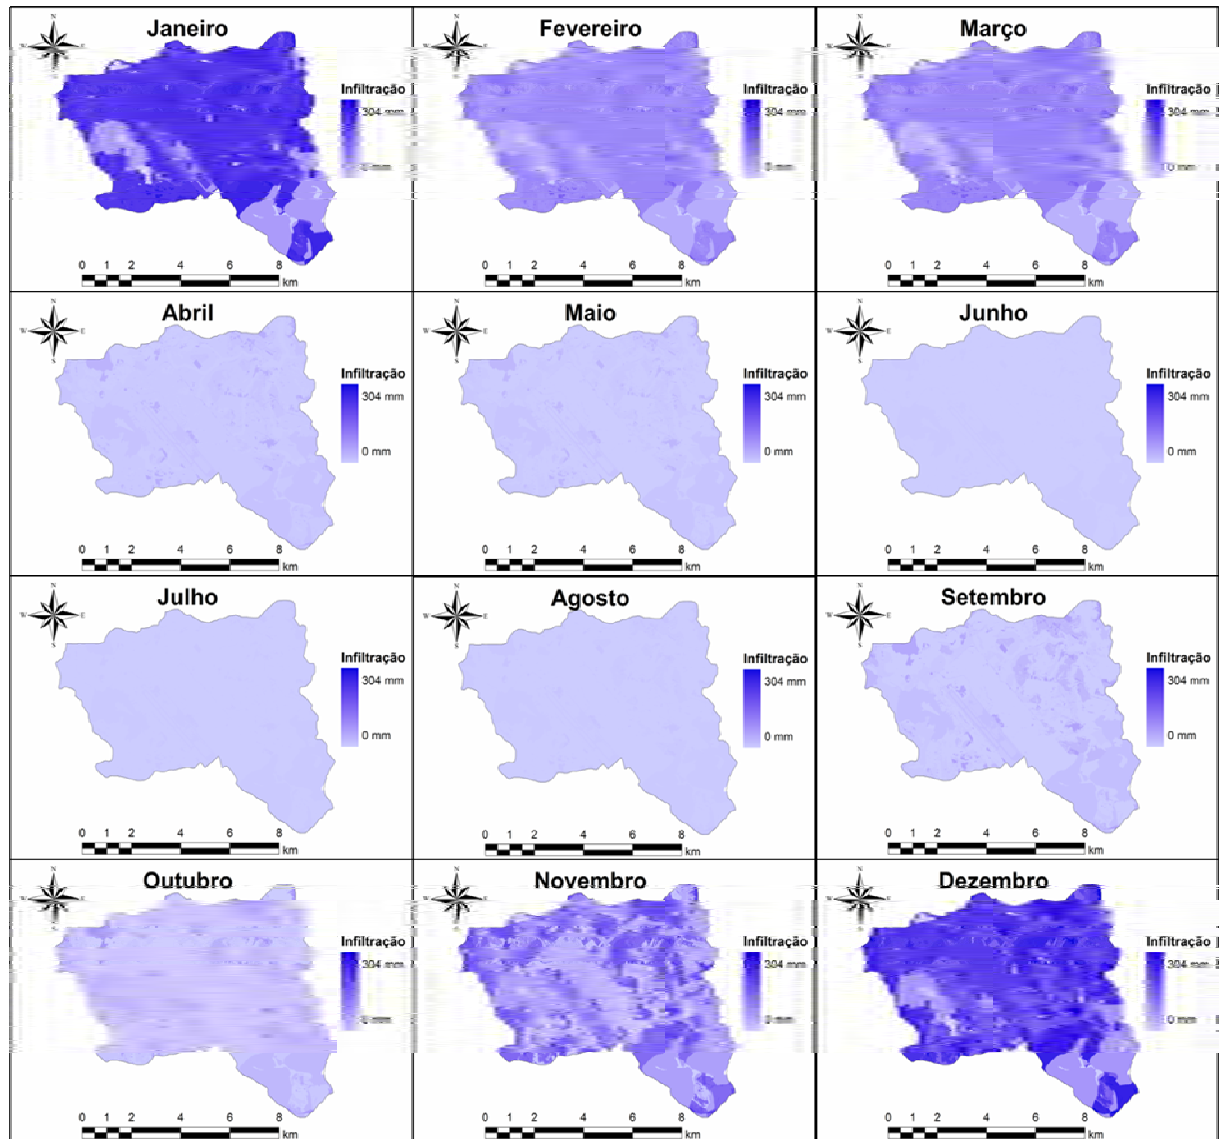 Janeiro
N
W E
S
Infiltração
304 mm
0 mm
0 1 2 4 6 8
km
Fevereiro
N
W E
S
Infiltração
304 mm
0 mm
0 1 2 4 6 8
km
Março
N
W E
S
Infiltração
304 mm
0 mm
0 1 2 4 6 8
km
Abril
N
W E
S
Infiltração
304 mm
0 mm
0 1 2 4 6 8
km
Maio
N
W E
S
Infiltração
304 mm
0 mm
0 1 2 4 6 8
km
Junho
N
W E
S
Infiltração
304 mm
0 mm
0 1 2 4 6 8
km
Julho
N
W E
S
Infiltração
304 mm
0 mm
0 1 2 4 6 8
km
Agosto
N
W E
S
Infiltração
304 mm
0 mm
0 1 2 4 6 8
km
Setembro
N
W E
S
Infiltração
304 mm
0 mm
0 1 2 4 6 8
km
Outubro
N
W E
S
Infiltração
304 mm
0 mm
0 1 2 4 6 8
km
Novembro
N
W E
S
Infiltração
304 mm
0 mm
0 1 2 4 6 8
km
Dezembro
N
W E
S
Infiltração
304 mm
0 mm
0 1 2 4 6 8
km